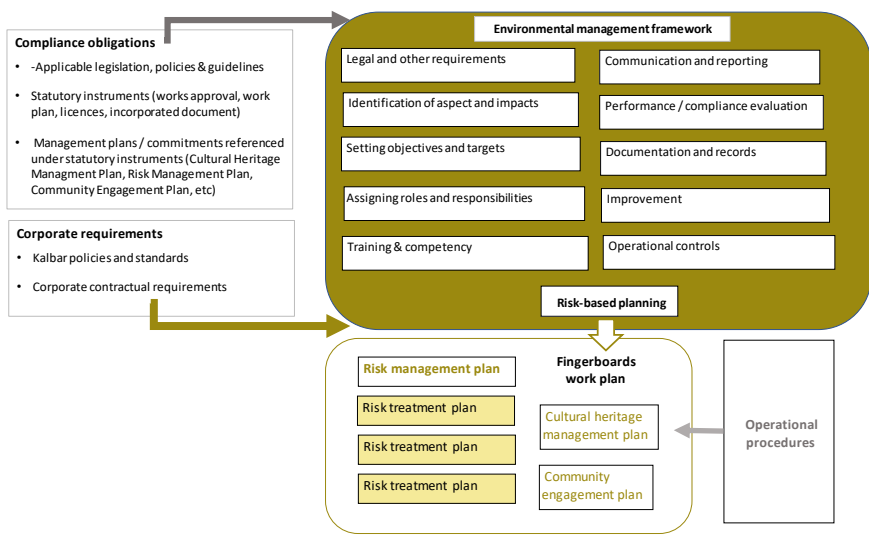 Compliance obligations
• -Applicable legislation, policies & guidelines
• Statutory instruments (works approval, work
plan, licences, incorporated document)
• Management plans / commitments referenced
under statutory instruments (Cultural Heritage
Managment Plan, Risk Management Plan,
Community Engagement Plan, etc)
Corporate requirements
• Kalbar policies and standards
• Corporate contractual requirements
Environmental management framework
Legal and other requirements
Identification of aspect and impacts
Setting objectives and targets
Assigning roles and responsibilities
Training & competency
Communication and reporting
Performance / compliance evaluation
Documentation and records
Improvement
Operational controls
Risk-based planning
Risk management plan
Risk treatment plan
Risk treatment plan
Risk treatment plan
Fingerboards
work plan
Cultural heritage
management plan
Community
engagement plan
Operational
procedures